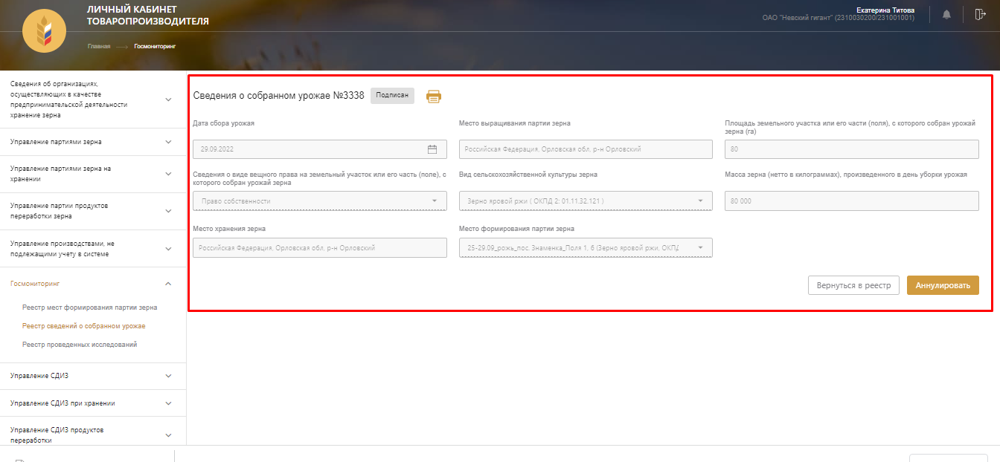 ЛИЧНЫЙ КАБИНЕТ
ТОВАРОПРОИЗВОДИТЕЛЯ
Екатерина Титова
ОАО "Невский гигант" (2310030200/231001001)
Главная
Госмониторинг
Сведения об организациях,
осуществляющих в качестве
предпринимательской деятельности
хранение зерна
Управление партиями зерна
Управление партиями зерна на
хранении
Управление партии продуктов
переработки зерна
Управление производствами, не
подлежащими учету в системе
Госмониторинг
Реестр мест формирования партии зерна
Реестр сведений о собранном урожае
Реестр проведенных исследований
Управление СДИЗ
Управление СДИЗ при хранении
Управление СДИЗ продуктов
переработки
Сведения о собранном урожае №3338
Подписан
Дата сбора урожая
29.09.2022
Место выращивания партии зерна
Российская Федерация, Орловская обл, р-н Орловский
Площадь земельного участка или его части (поля), с которого собран урожай
зерна (га)
80
Сведения о виде вещного права на земельный участок или его часть (поле), с
которого собран урожай зерна
Право собственности
Вид сельскохозяйственной культуры зерна
Зерно яровой ржи ( ОКПД 2: 01.11.32.121 )
Масса зерна (нетто в килограммах), произведенного в день уборки урожая
80 000
Место хранения зерна
Российская Федерация, Орловская обл, р-н Орловский
Место формирования партии зерна
25-29.09_рожь_пос. Знаменка_Поля 1, 6 (Зерно яровой ржи, ОКПД
Вернуться в реестр
Аннулировать